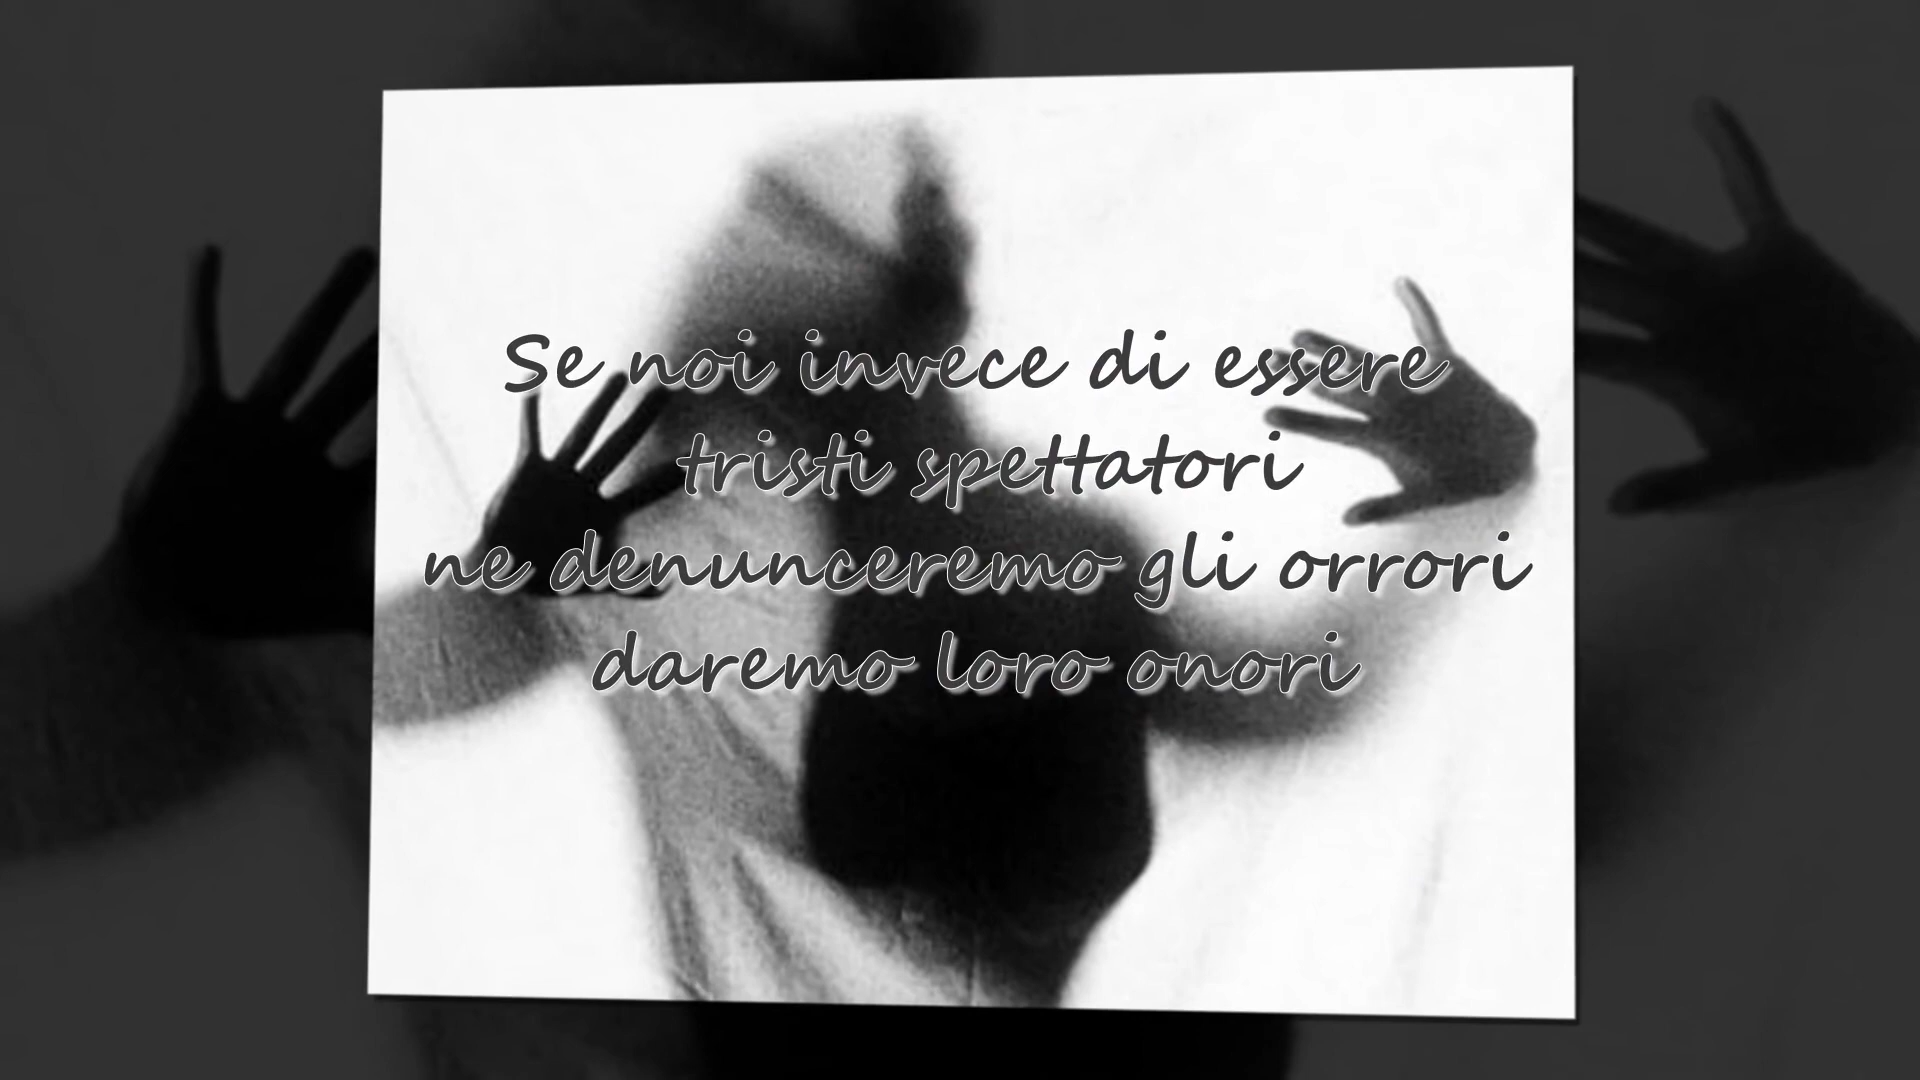 Se noi invece di essere
tristi spettatori
ne denunceremo gli orrori
daremo loro onori